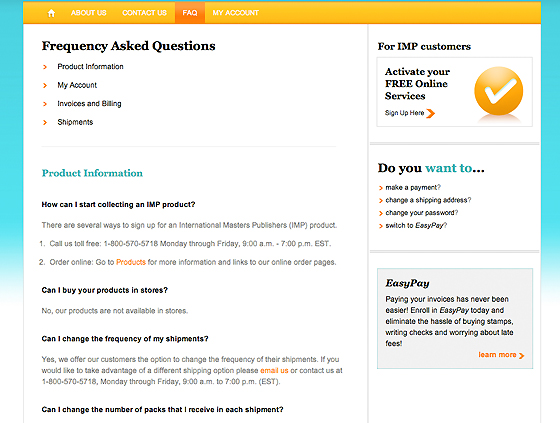 ABOUT US CONTACT US FAQ MY ACCOUNT
Frequency Asked Questions
Product Information
My Account
Invoices and Billing
Shipments
Product Information
How can I start collecting an IMP product?
There are several ways to sign up for an International Masters Publishers (IMP) product.
1. Call us toll free: 1-800-570-5718 Monday through Friday, 9:00 a.m. - 7:00 p.m. EST.
2. Order online: Go to Products for more information and links to our online order pages.
Can I buy your products in stores?
No, our products are not available in stores.
Can I change the frequency of my shipments?
Yes, we offer our customers the option to change the frequency of their shipments. If you
would like to take advantage of a different shipping option please email us or contact us at
1-800-570-5718, Monday through Friday, 9:00 a.m. to 7:00 p.m. (EST).
Can I change the number of packs that I receive in each shipment?
For IMP customers
Activate your
FREE Online
Services
Sign Up Here
Do you want to...
make a payment?
change a shipping address?
change your password?
switch to EasyPay?
EasyPay
Paying your invoices has never been
easier! Enroll in EasyPay today and
eliminate the hassle of buying stamps,
writing checks and worrying about late
fees!
learn more